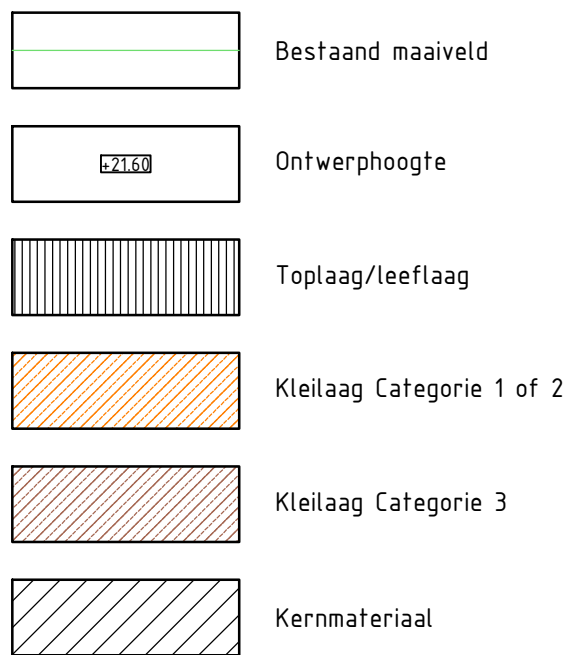 Bestaand maaiveld
+21.60
Ontwerphoogte
Toplaag/leeflaag
Kleilaag Categorie 1 of 2
Kleilaag Categorie 3
Kernmateriaal